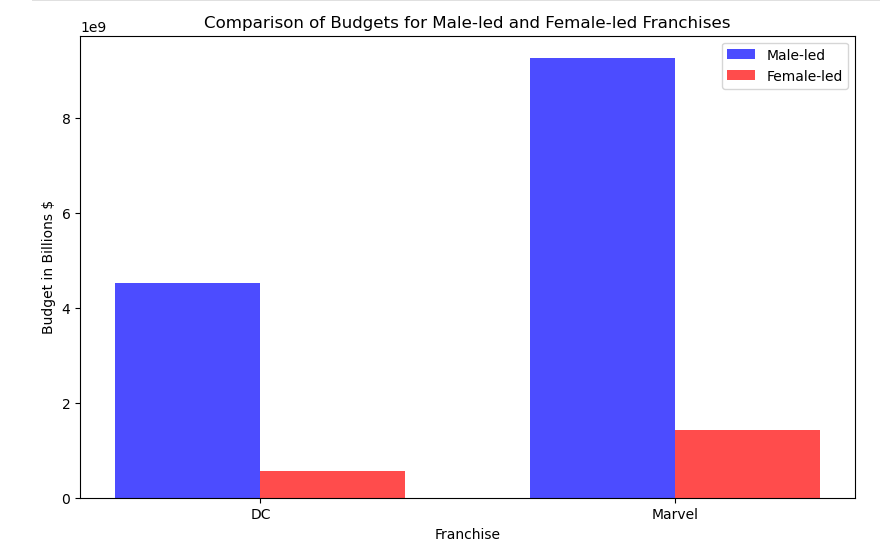 Comparison of Budgets for Male-led and Female-led Franchises
1e9
Male-led
Female-led
8
6
4
2
0
Budget in Billions $
DC
Marvel
Franchise